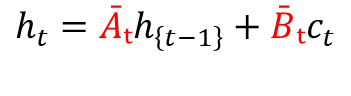 h_t = Ā_t h_{t−1} + B̄_t c_t